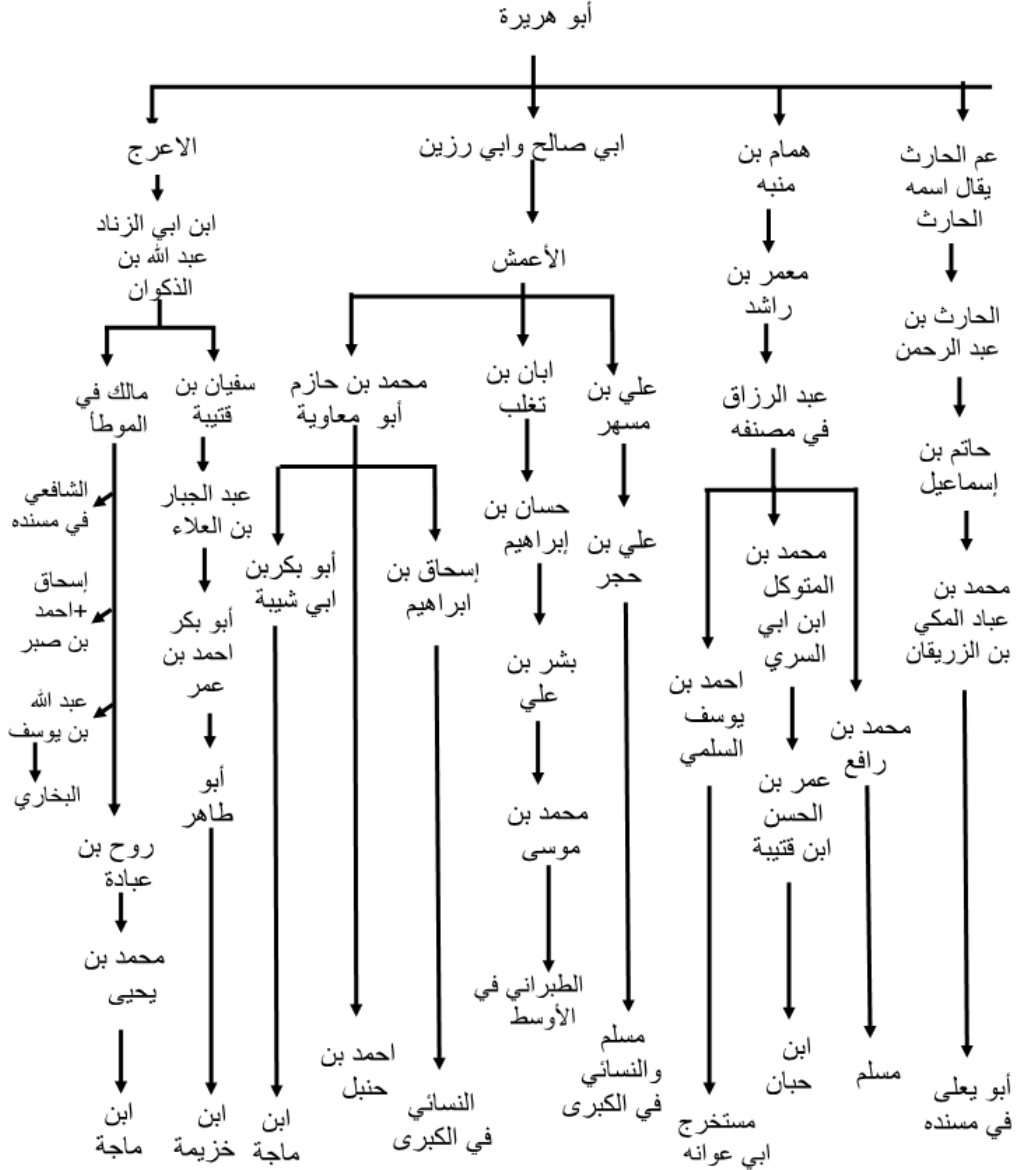 أبو هريرة
عم الحارث
يقال اسمه
الحارث
همام بن
منبه
ابي صالح وابي رزين
الاعرج
ابن ابي الزناد
عبد الله بن
الذكوان
الأعمش
معمر بن
راشد
الحارث بن
عبد الرحمن
حاتم بن
إسماعيل
عبد الرزاق
في مصنفه
علي بن
مسهر
ابان بن
تغلب
محمد بن حازم
أبو معاوية
سفيان بن
قتيبة
مالك في
الموطأ
الشافعي
في مسنده
عبد الجبار
بن العلاء
حسان بن
إبراهيم
علي بن
حجر
إسحاق بن
ابراهيم
أبو بكربن
ابي شيبة
محمد بن
المتوكل
ابن ابي
السري
محمد بن
عباد المكي
بن الزريقان
إسحاق
+احمد
بن صبر
أبو بكر
احمد بن
عمر
بشر بن
علي
احمد بن
يوسف
السلمي
محمد بن
رافع
عبد الله
بن يوسف
البخاري
أبو
طاهر
محمد بن
موسى
عمر بن
الحسن
ابن قتيبة
روح بن
عبادة
محمد بن
يحيى
الطبراني في
الأوسط
أبو يعلى
في مسنده
مسلم
ابن
حبان
مستخرج
ابي عوانه
مسلم
والنسائي
في الكبرى
النسائي
في الكبرى
احمد بن
حنبل
ابن
ماجة
ابن
خزيمة
ابن
ماجة